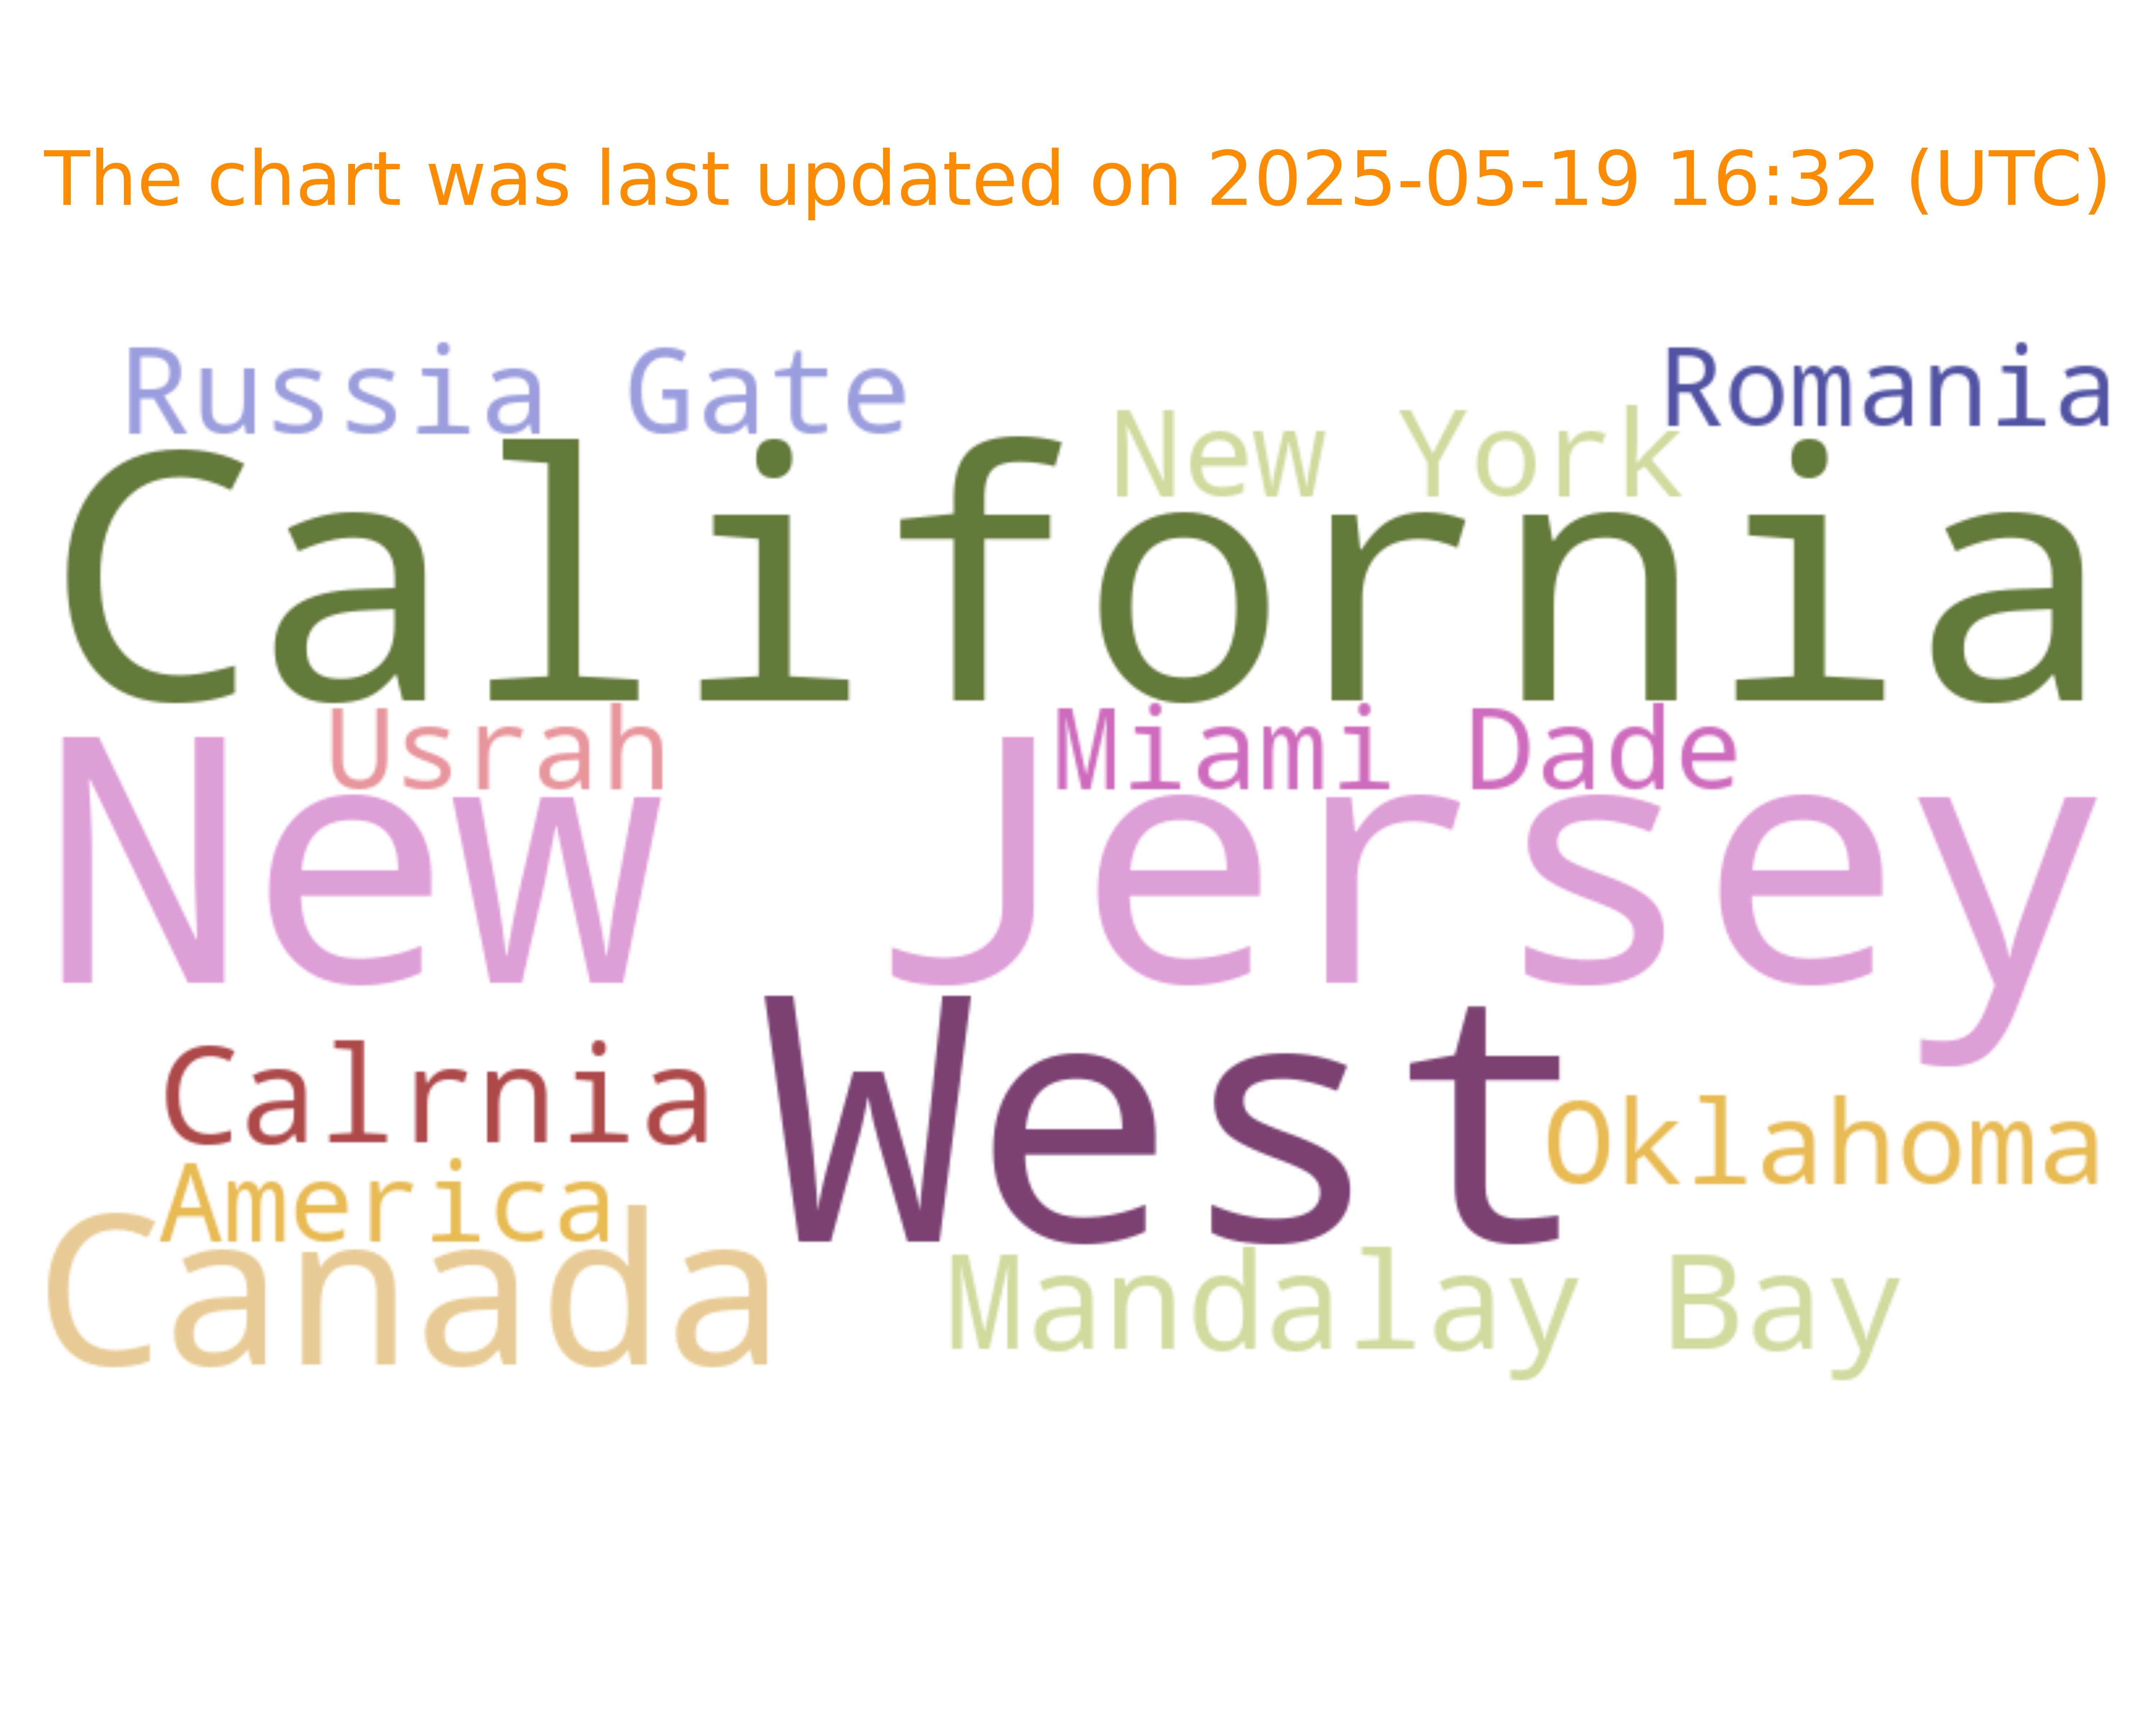 The chart was last updated on 2025-05-19 16:32 (UTC)
Russia Gate
Romania
New York
California
Usrah
Miami Dade
New Jersey
West
Calrnia
Oklahoma
America
Canada
Mandalay Bay